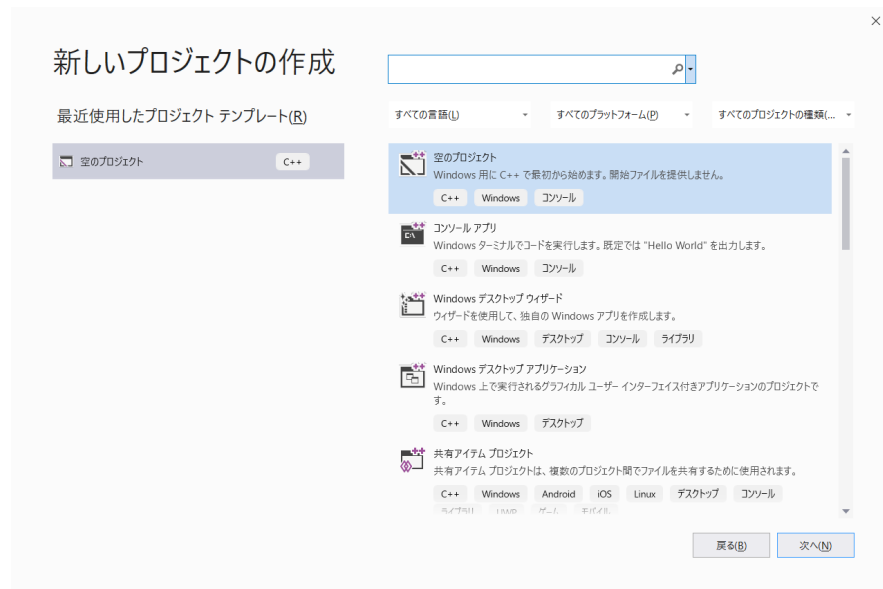 新しいプロジェクトの作成
最近使用したプロジェクト テンプレート(R)
空のプロジェクト C++
すべての言語(L) すべてのプラットフォーム(P) すべてのプロジェクトの種類(...
空のプロジェクト
Windows 用に C++ で最初から始めます。開始ファイルを提供しません。
C++ Windows コンソール
コンソール アプリ
Windows ターミナルでコードを実行します。既定では "Hello World" を出力します。
C++ Windows コンソール
Windows デスクトップ ウィザード
ウィザードを使用して、独自の Windows アプリを作成します。
C++ Windows デスクトップ コンソール ライブラリ
Windows デスクトップ アプリケーション
Windows 上で実行されるグラフィカル ユーザー インターフェイス付きアプリケーションのプロジェクトで
す。
C++ Windows デスクトップ
共有アイテム プロジェクト
共有アイテム プロジェクトは、複数のプロジェクト間でファイルを共有するために使用されます。
C++ Windows Android iOS Linux デスクトップ コンソール
ライブラリ UWP ゲーム モバイル
戻る(B) 次へ(N)